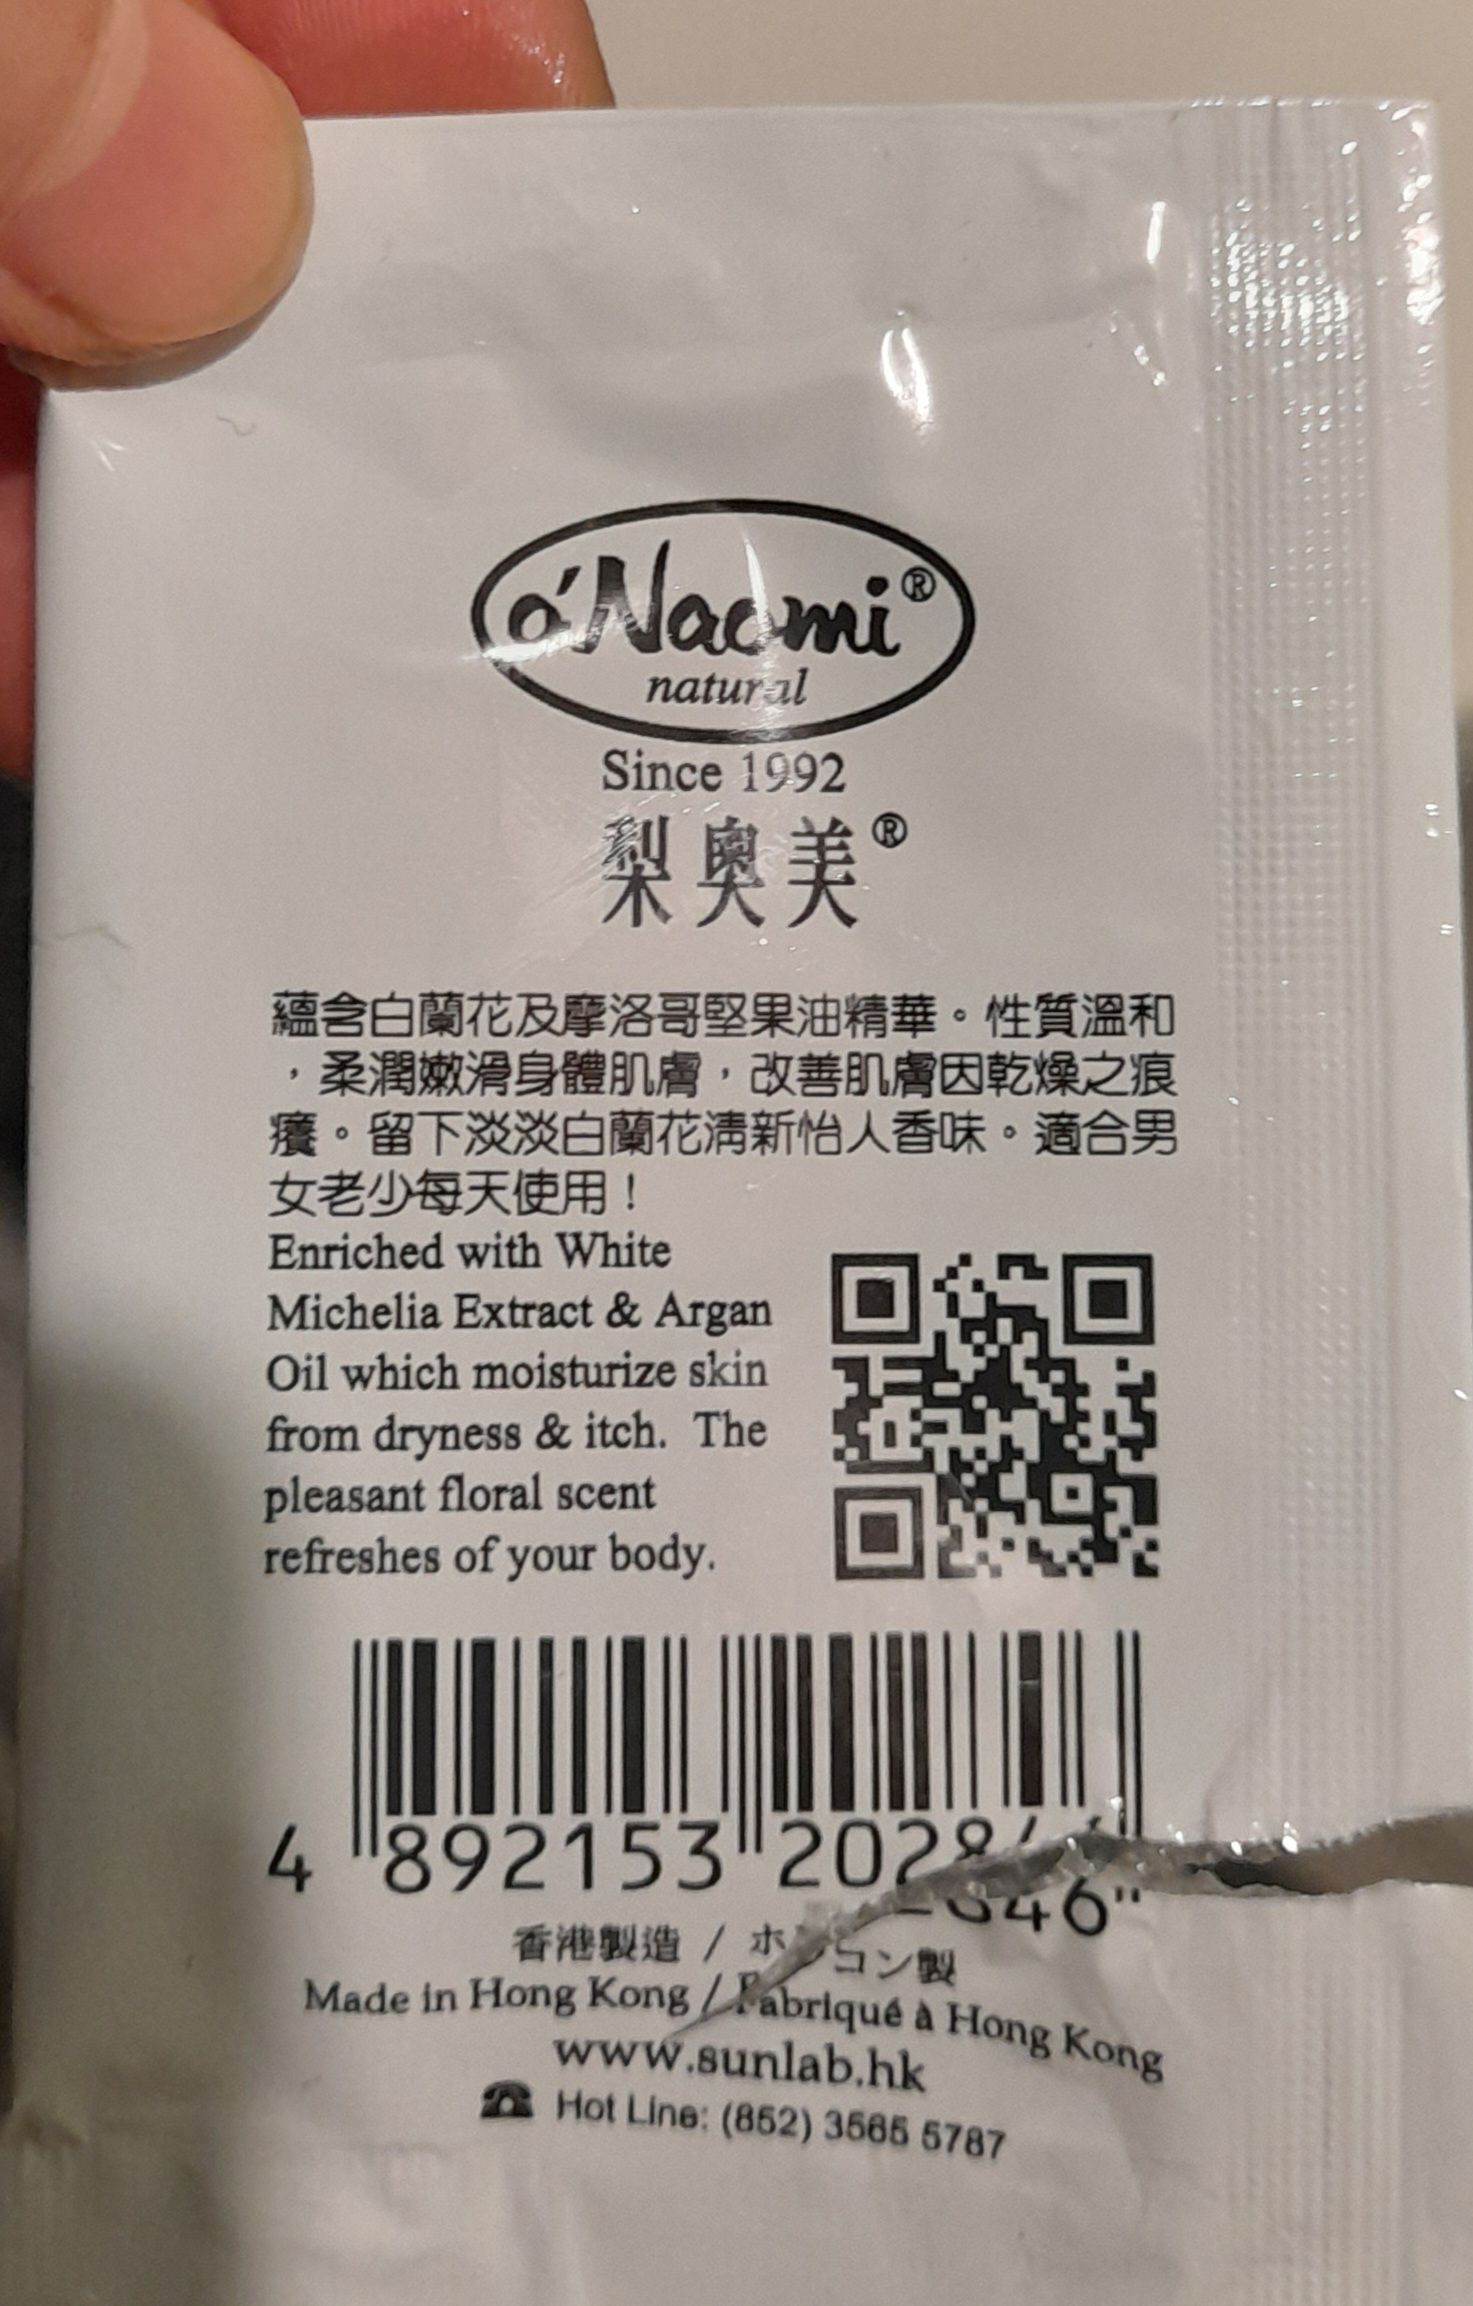 o'Naomi®
natural
Since 1992
梨奥美®
蘊含白蘭花及摩洛哥堅果油精華。性質溫和
，柔潤嫩滑身體肌膚，改善肌膚因乾燥之痕
癢。留下淡淡白蘭花清新怡人香味。適合男
女老少每天使用！
Enriched with White
Michelia Extract & Argan
Oil which moisturize skin
from dryness & itch. The
pleasant floral scent
refreshes of your body.
4 892153 202846
香港製造 / ホンコン製
Made in Hong Kong / Fabriqué à Hong Kong
www.sunlab.hk
Hot Line: (852) 3565 5787